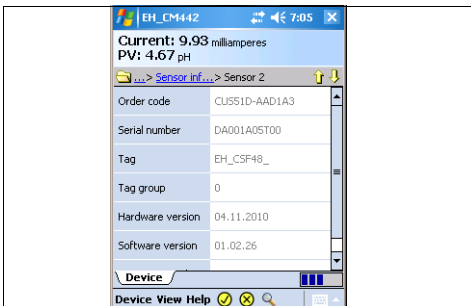 EH_CM442 7:05
Current: 9.93 milliamperes
PV: 4.67 pH
...> Sensor inf...> Sensor 2
Order code CUS51D-AAD1A3
Serial number DA001A05T00
Tag EH_CSF48_
Tag group 0
Hardware version 04.11.2010
Software version 01.02.26
Device
Device View Help